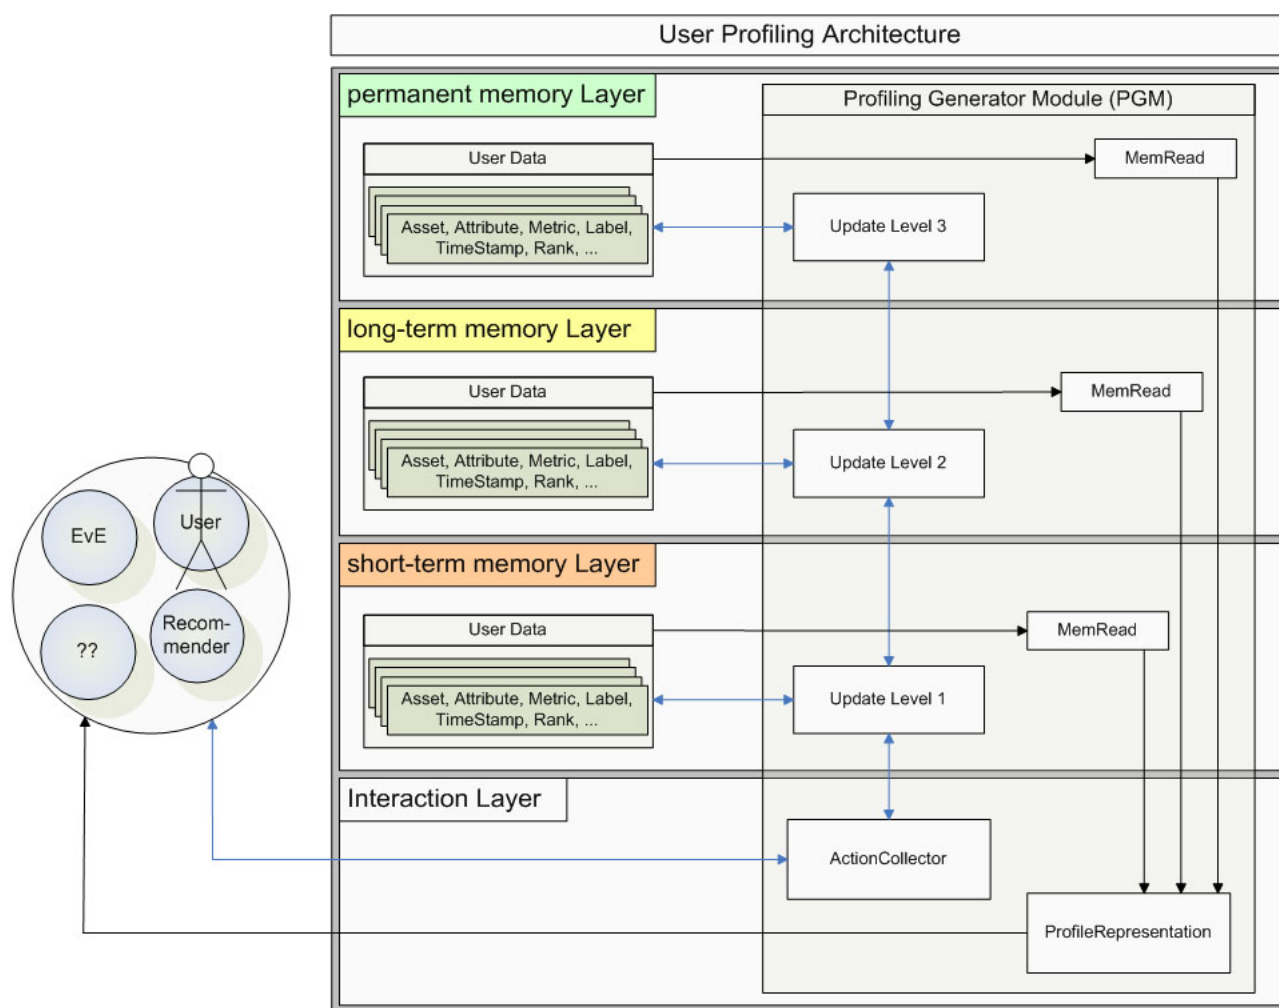 User Profiling Architecture
permanent memory Layer
Profiling Generator Module (PGM)
User Data
MemRead
Asset, Attribute, Metric, Label,
TimeStamp, Rank, ...
Update Level 3
long-term memory Layer
User Data
MemRead
Asset, Attribute, Metric, Label,
TimeStamp, Rank, ...
Update Level 2
EvE
User
Recom-
mender
??
short-term memory Layer
User Data
MemRead
Asset, Attribute, Metric, Label,
TimeStamp, Rank, ...
Update Level 1
Interaction Layer
ActionCollector
ProfileRepresentation